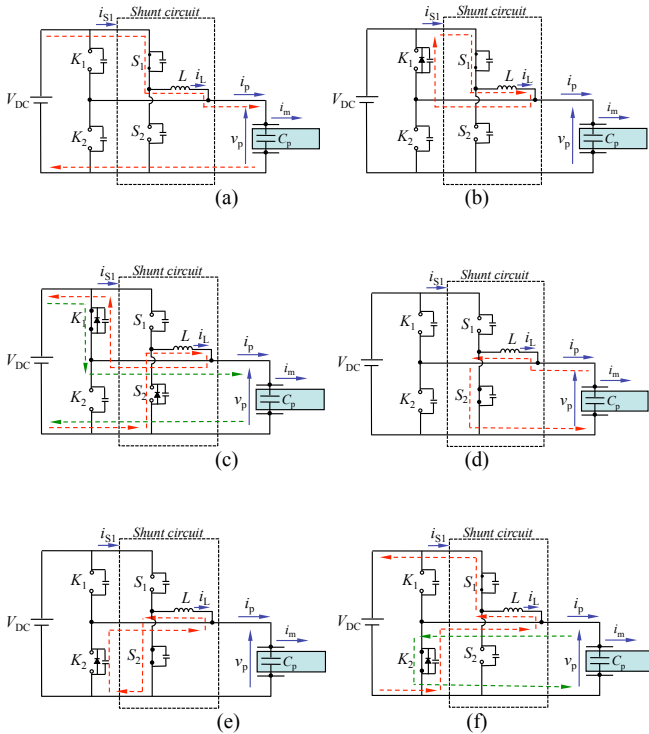 i_S1 Shunt circuit
K_1 S_1 L i_L i_p
V_DC i_m
K_2 S_2 v_p C_p
(a)
i_S1 Shunt circuit
K_1 S_1 L i_L i_p
V_DC i_m
K_2 S_2 v_p C_p
(b)
i_S1 Shunt circuit
K_1 S_1 L i_L i_p
V_DC i_m
K_2 S_2 v_p C_p
(c)
i_S1 Shunt circuit
K_1 S_1 L i_L i_p
V_DC i_m
K_2 S_2 v_p C_p
(d)
i_S1 Shunt circuit
K_1 S_1 L i_L i_p
V_DC i_m
K_2 S_2 v_p C_p
(e)
i_S1 Shunt circuit
K_1 S_1 L i_L i_p
V_DC i_m
K_2 S_2 v_p C_p
(f)